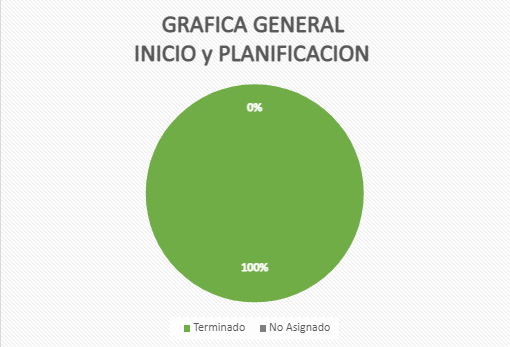 GRAFICA GENERAL
INICIO y PLANIFICACION
0%
100%
Terminado No Asignado